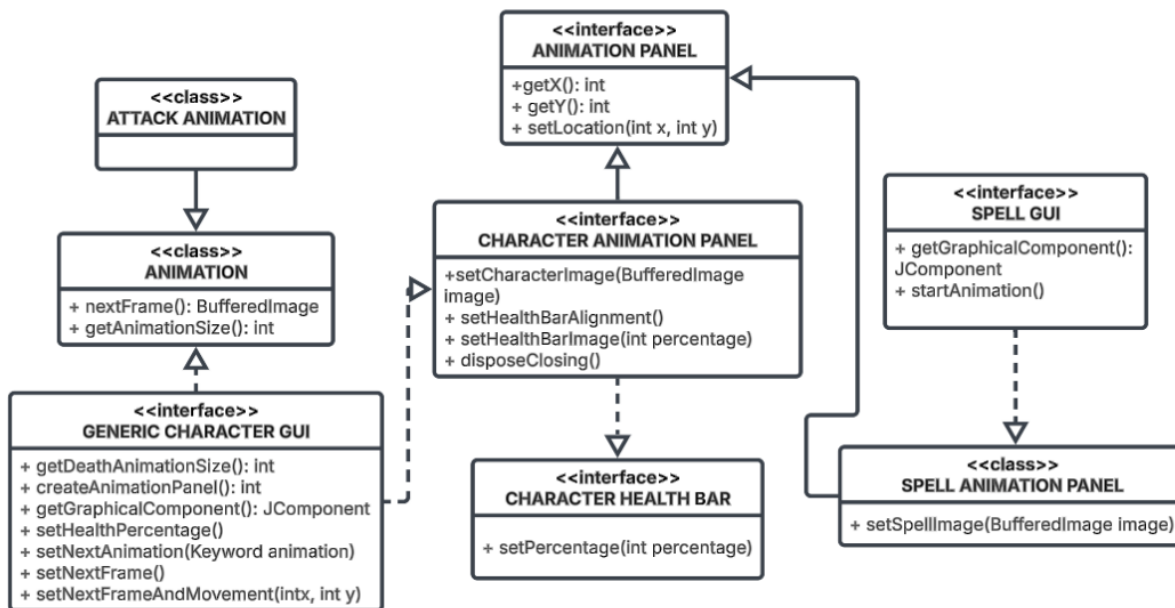 <<interface>>
ANIMATION PANEL
+getX(): int
+ getY(): int
+ setLocation(int x, int y)
<<class>>
ATTACK ANIMATION
<<interface>>
SPELL GUI
+ getGraphicalComponent():
JComponent
+ startAnimation()
<<interface>>
CHARACTER ANIMATION PANEL
+setCharacterImage(BufferedImage
image)
+ setHealthBarAlignment()
+ setHealthBarImage(int percentage)
+ disposeClosing()
<<class>>
ANIMATION
+ nextFrame(): BufferedImage
+ getAnimationSize(): int
<<interface>>
GENERIC CHARACTER GUI
+ getDeathAnimationSize(): int
+ createAnimationPanel(): int
+ getGraphicalComponent(): JComponent
+ setHealthPercentage()
+ setNextAnimation(Keyword animation)
+ setNextFrame()
+ setNextFrameAndMovement(intx, int y)
<<interface>>
CHARACTER HEALTH BAR
+ setPercentage(int percentage)
<<class>>
SPELL ANIMATION PANEL
+ setSpellImage(BufferedImage image)